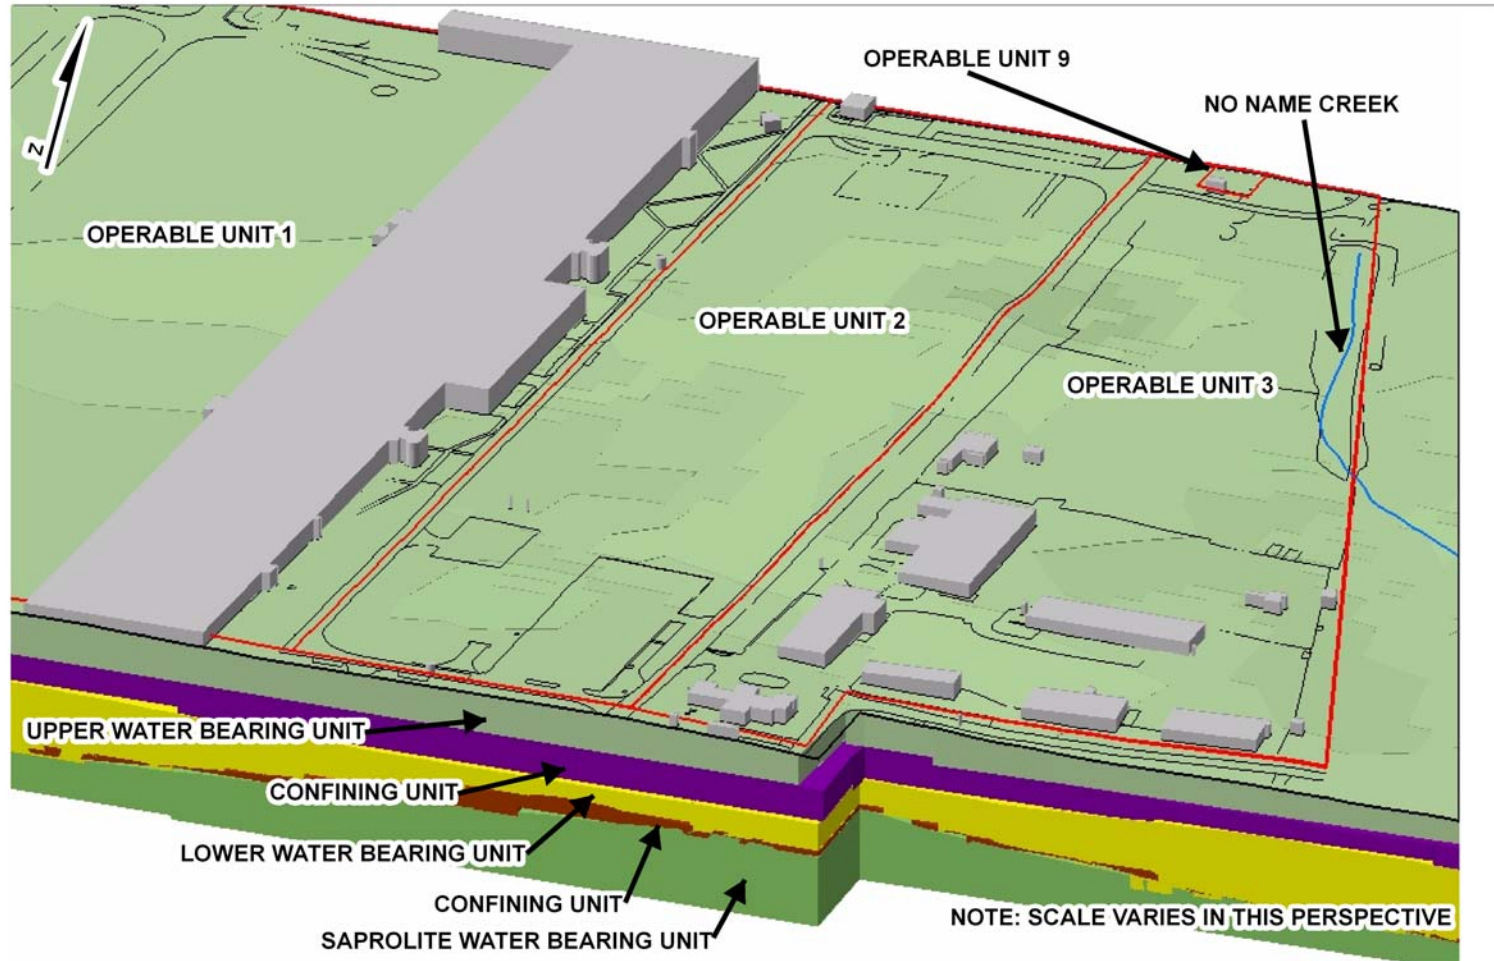 OPERABLE UNIT 9
NO NAME CREEK
Z
OPERABLE UNIT 1
OPERABLE UNIT 2
OPERABLE UNIT 3
UPPER WATER BEARING UNIT
CONFINING UNIT
LOWER WATER BEARING UNIT
CONFINING UNIT
SAPROLITE WATER BEARING UNIT
NOTE: SCALE VARIES IN THIS PERSPECTIVE